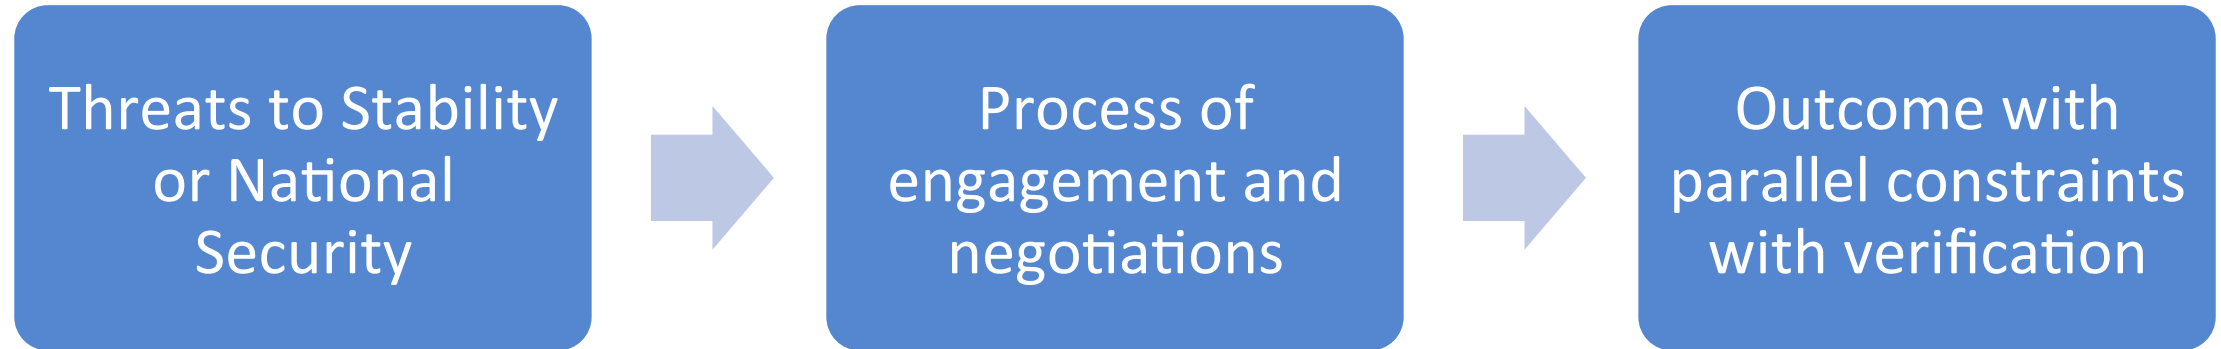 Threats to Stability
or National
Security
Process of
engagement and
negotiations
Outcome with
parallel constraints
with verification